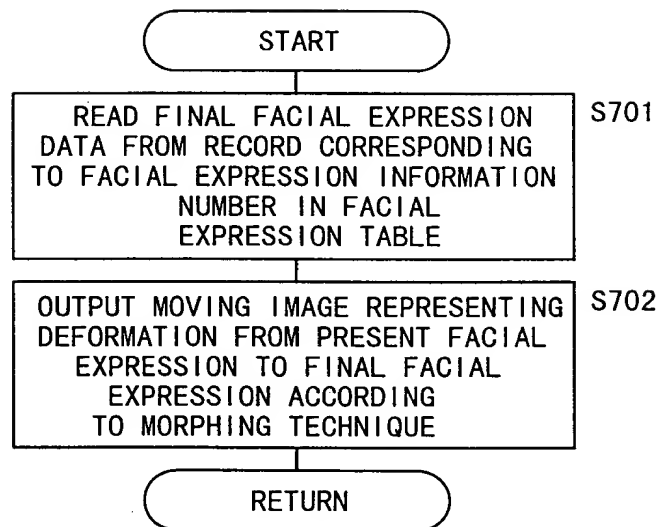 START
READ FINAL FACIAL EXPRESSION
DATA FROM RECORD CORRESPONDING
TO FACIAL EXPRESSION INFORMATION
NUMBER IN FACIAL
EXPRESSION TABLE
S701
OUTPUT MOVING IMAGE REPRESENTING
DEFORMATION FROM PRESENT FACIAL
EXPRESSION TO FINAL FACIAL
EXPRESSION ACCORDING
TO MORPHING TECHNIQUE
S702
RETURN